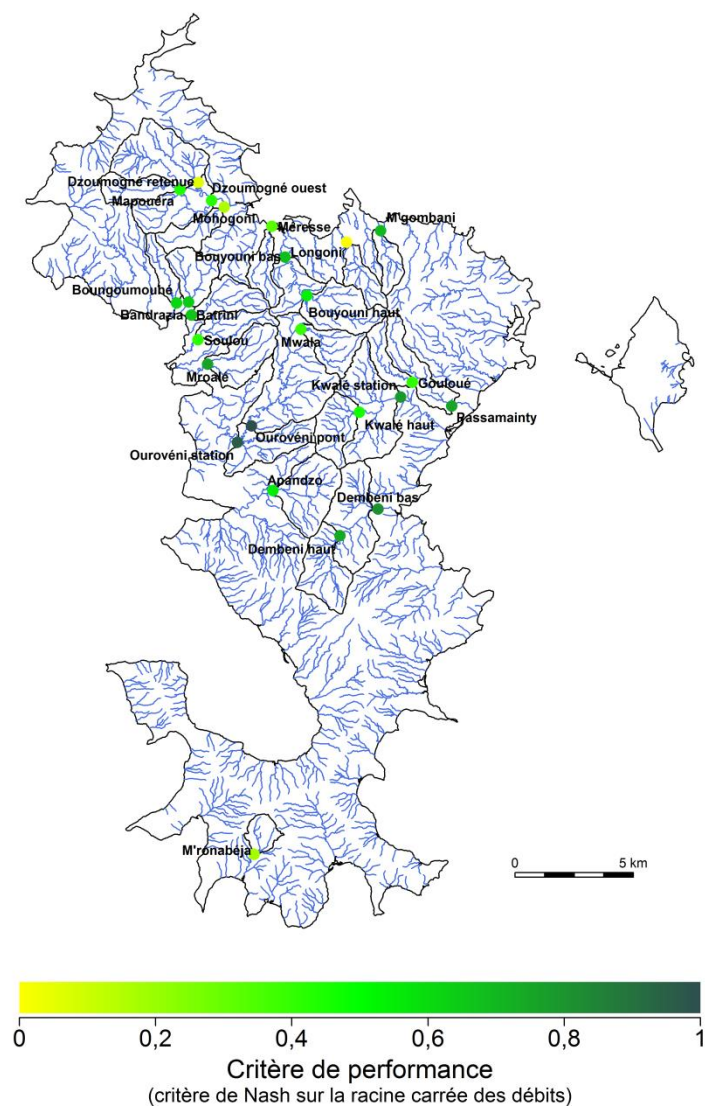 Dzoumogné retenue
Dzoumogné ouest
Mapouéra
Mohogoni
Méresse
M'gombani
Bouyouni bas
Longoni
Boungoumouhé
Bouyouni haut
Bandrazia
Batrini
Soulou
Mwala
Mroalé
Kwalé station
Gouloué
Passamainty
Kwalé haut
Ourovéni pont
Ourovéni station
Apandzo
Dembeni bas
Dembeni haut
M'ronabéja
0 5 km
0 0,2 0,4 0,6 0,8 1
Critère de performance
(critère de Nash sur la racine carrée des débits)